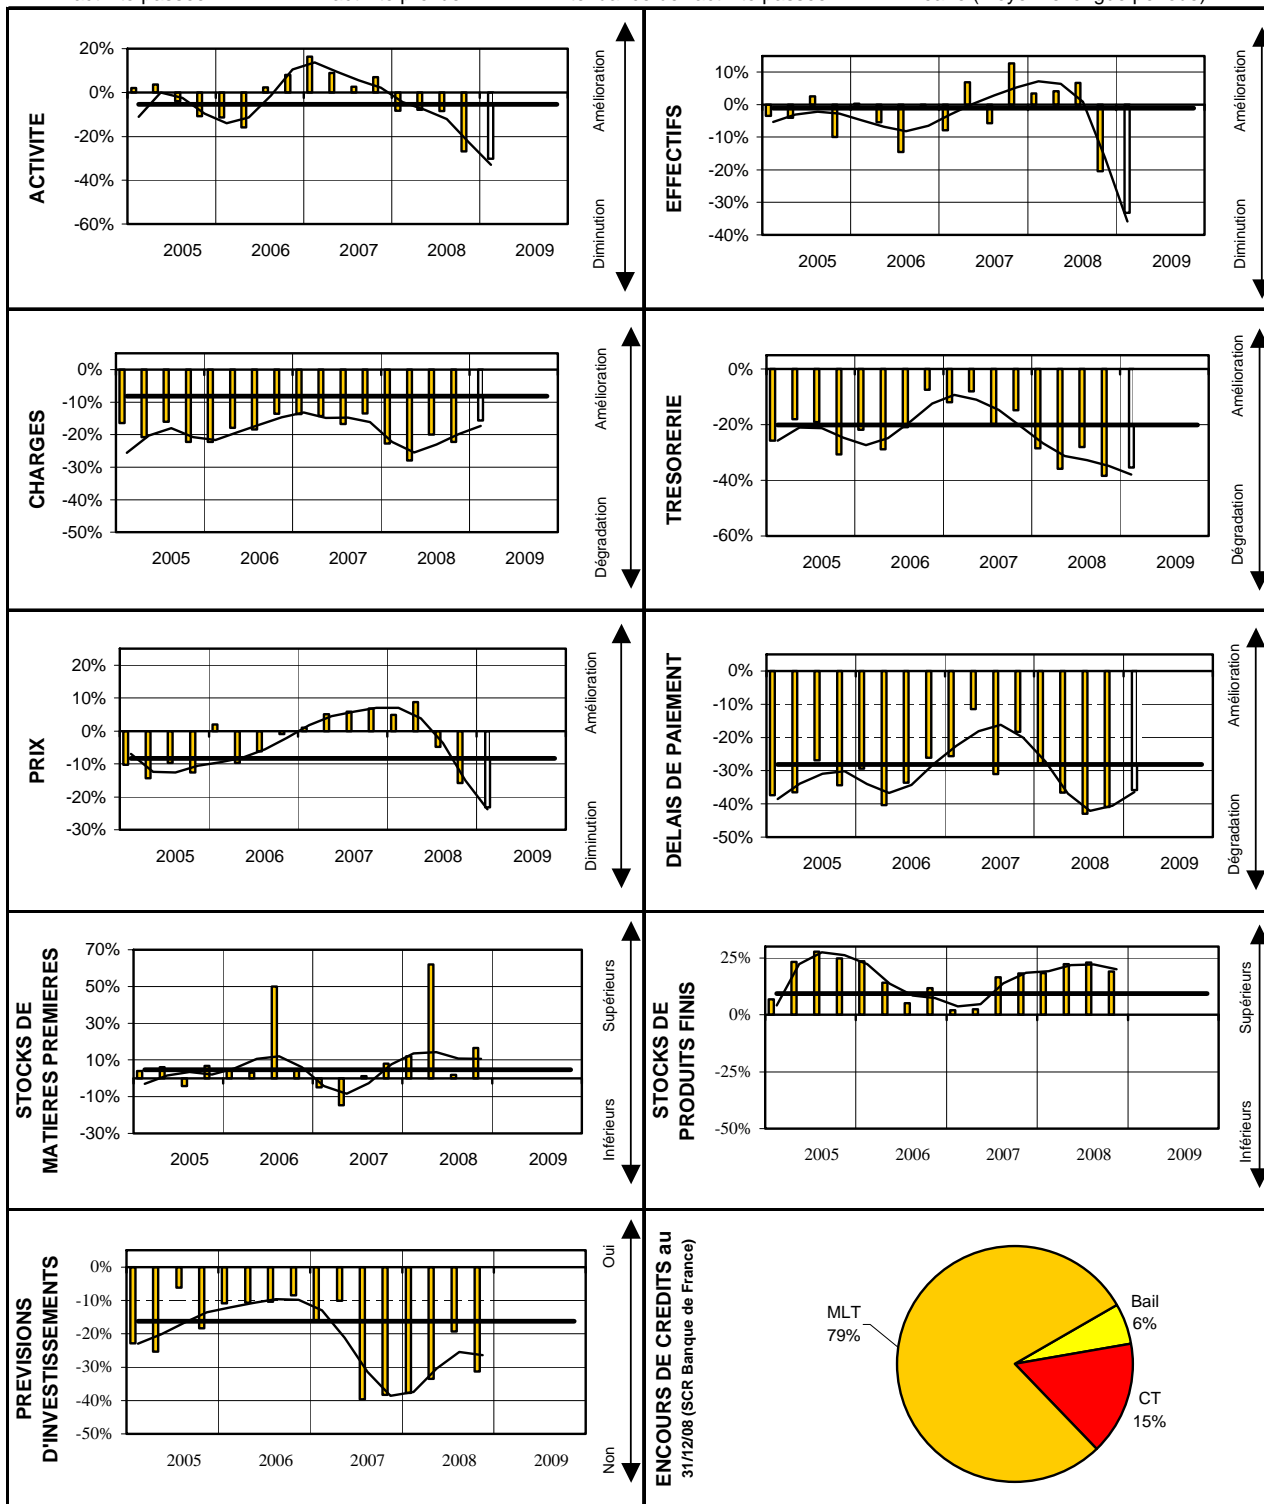 ACTIVITE
20%
0%
-20%
-40%
-60%
2005 2006 2007 2008 2009
Amélioration
Diminution
EFFECTIFS
10%
0%
-10%
-20%
-30%
-40%
2005 2006 2007 2008 2009
Amélioration
Diminution
CHARGES
0%
-10%
-20%
-30%
-40%
-50%
2005 2006 2007 2008 2009
Amélioration
Dégradation
TRESORERIE
0%
-20%
-40%
-60%
2005 2006 2007 2008 2009
Amélioration
Dégradation
PRIX
20%
10%
0%
-10%
-20%
-30%
2005 2006 2007 2008 2009
Amélioration
Diminution
DELAIS DE PAIEMENT
0%
-10%
-20%
-30%
-40%
-50%
2005 2006 2007 2008 2009
Amélioration
Dégradation
STOCKS DE
MATIERES PREMIERES
70%
50%
30%
10%
-10%
-30%
2005 2006 2007 2008 2009
Supérieurs
Inférieurs
STOCKS DE
PRODUITS FINIS
25%
0%
-25%
-50%
2005 2006 2007 2008 2009
Supérieurs
Inférieurs
PREVISIONS
D'INVESTISSEMENTS
0%
-10%
-20%
-30%
-40%
-50%
2005 2006 2007 2008 2009
Oui
Non
ENCOURS DE CREDITS au
31/12/08 (SCR Banque de France)
MLT
79%
Bail
6%
CT
15%